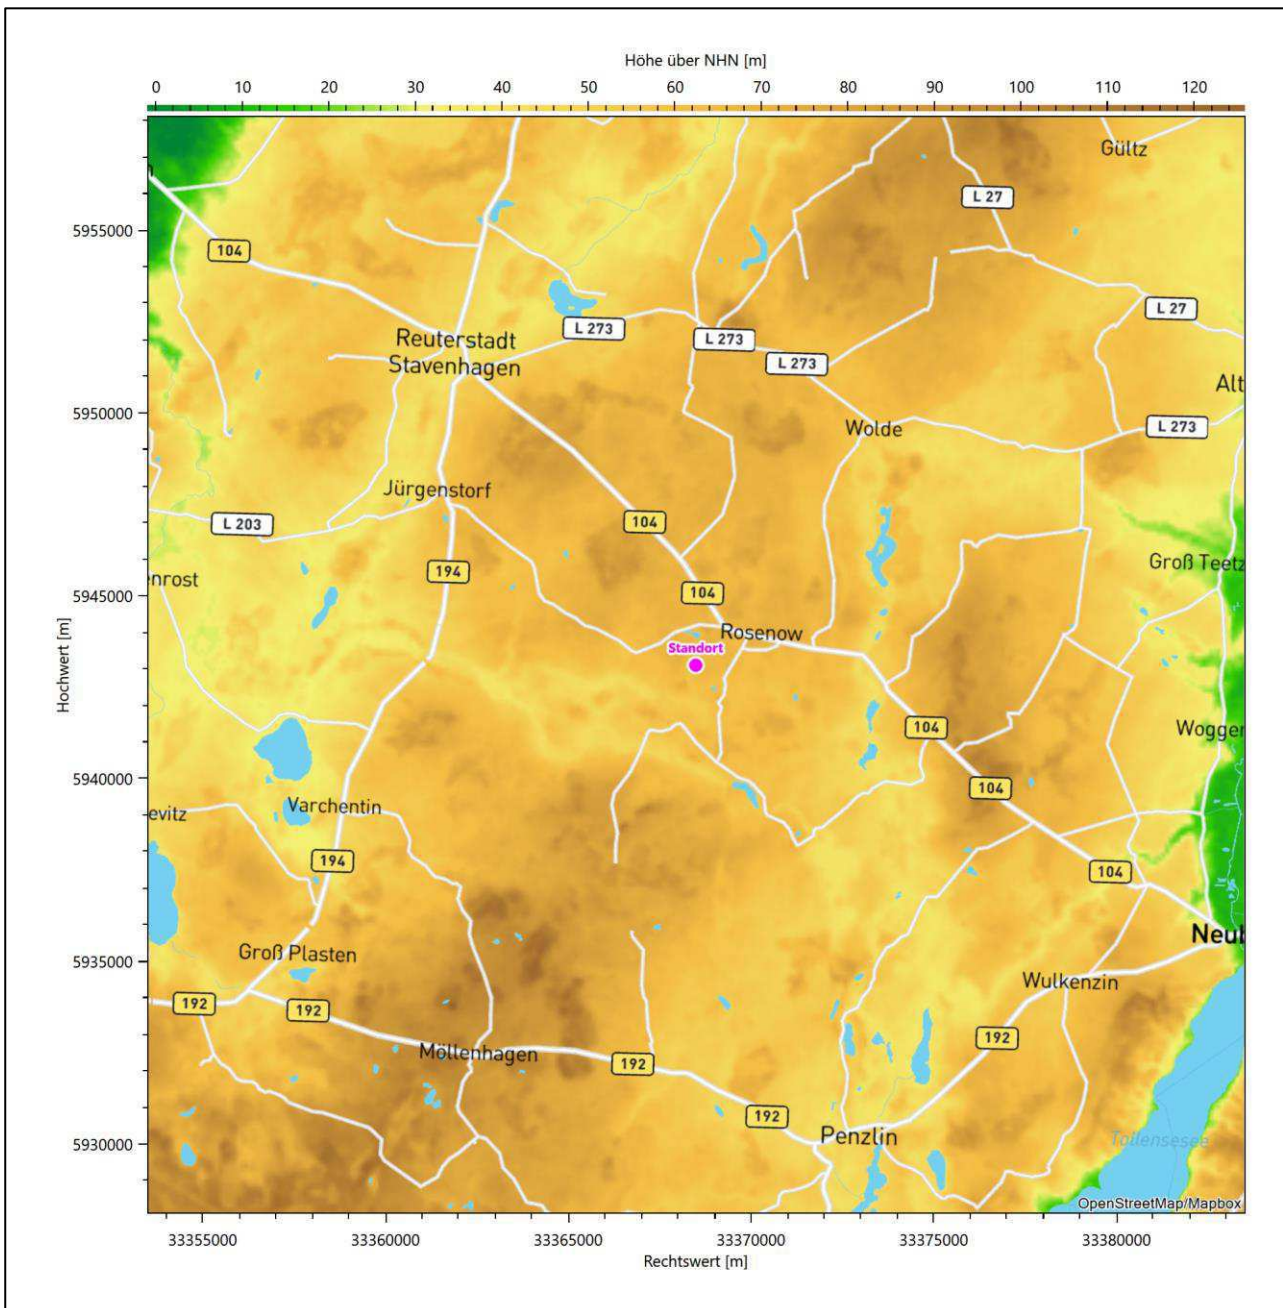 Höhe über NHN [m]
0 10 20 30 40 50 60 70 80 90 100 110 120
Gültz
L 27
5955000
104
L 27
L 273
Reuterstadt
Stavenhagen
L 273
L 273
Alt
5950000
Wolde
L 273
Jürgenstorf
L 203
104
194
Groß Teetz
enrost
5945000
104
Rosenow
Standort
Hochwert [m]
104
Woggen
5940000
104
Varchentin
evitz
194
104
Neub
5935000
Groß Plasten
Wulkenzin
192
192
192
Möllenhagen
192
192
Penzlin
5930000
Tollensesee
OpenStreetMap/Mapbox
33355000 33360000 33365000 33370000 33375000 33380000
Rechtswert [m]